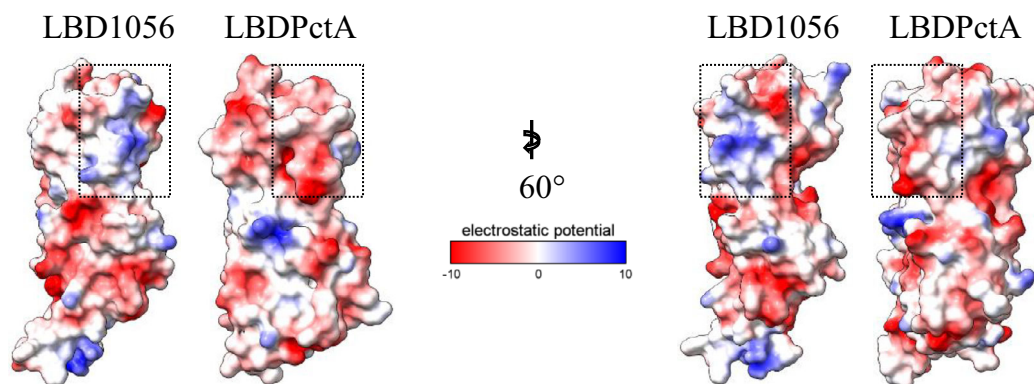 LBD1056 LBDPctA LBD1056 LBDPctA
60°
electrostatic potential
-10 0 10